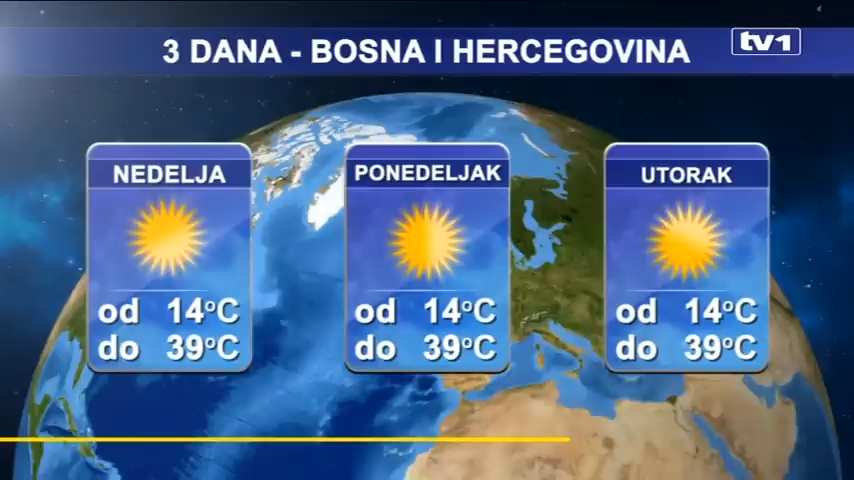 3 DANA - BOSNA I HERCEGOVINA
tv1
NEDELJA
od 14°C
do 39°C
PONEDELJAK
od 14°C
do 39°C
UTORAK
od 14°C
do 39°C